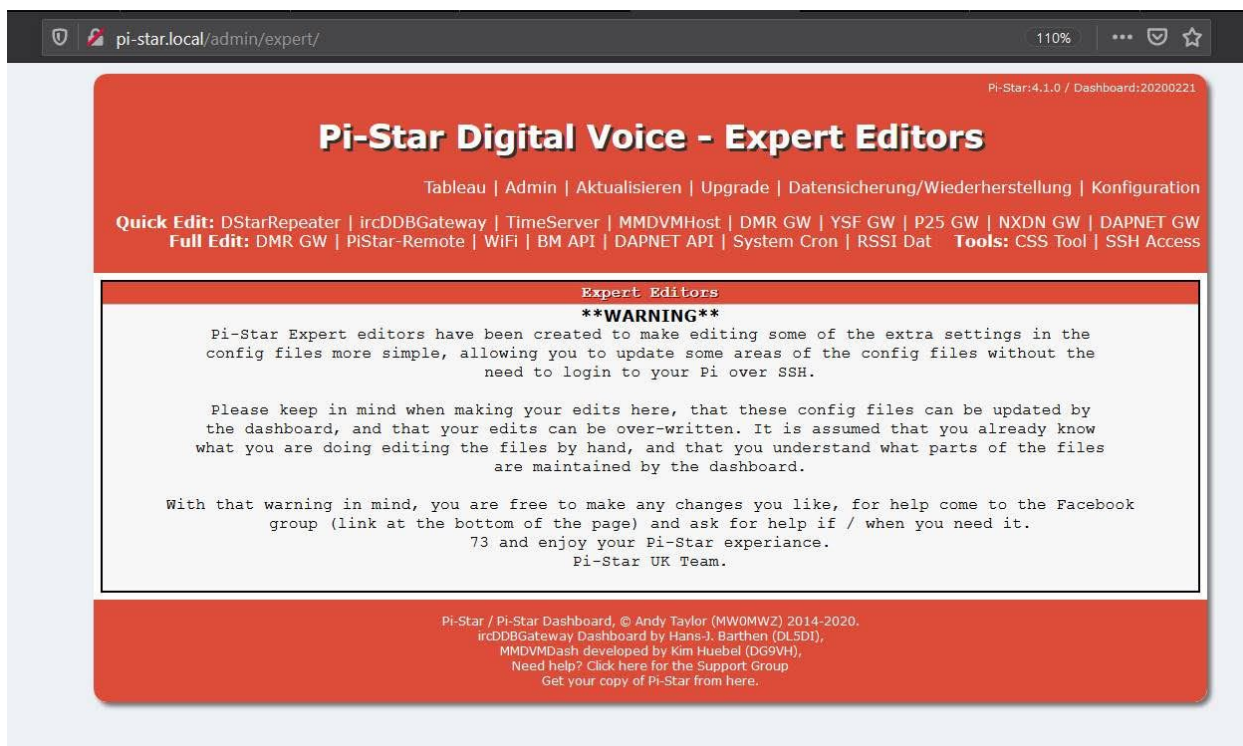 pi-star.local/admin/expert/
110%
Pi-Star:4.1.0 / Dashboard:20200221
Pi-Star Digital Voice - Expert Editors
Tableau | Admin | Aktualisieren | Upgrade | Datensicherung/Wiederherstellung | Konfiguration
Quick Edit: DStarRepeater | ircDDBGateway | TimeServer | MMDVMHost | DMR GW | YSF GW | P25 GW | NXDN GW | DAPNET GW
Full Edit: DMR GW | PiStar-Remote | WiFi | BM API | DAPNET API | System Cron | RSSI Dat Tools: CSS Tool | SSH Access
Expert Editors
**WARNING**
Pi-Star Expert editors have been created to make editing some of the extra settings in the
config files more simple, allowing you to update some areas of the config files without the
need to login to your Pi over SSH.
Please keep in mind when making your edits here, that these config files can be updated by
the dashboard, and that your edits can be over-written. It is assumed that you already know
what you are doing editing the files by hand, and that you understand what parts of the files
are maintained by the dashboard.
With that warning in mind, you are free to make any changes you like, for help come to the Facebook
group (link at the bottom of the page) and ask for help if / when you need it.
73 and enjoy your Pi-Star experiance.
Pi-Star UK Team.
Pi-Star / Pi-Star Dashboard, © Andy Taylor (MW0MWZ) 2014-2020.
ircDDBGateway Dashboard by Hans-J. Barthen (DL5DI),
MMDVMDash developed by Kim Huebel (DG9VH),
Need help? Click here for the Support Group
Get your copy of Pi-Star from here.